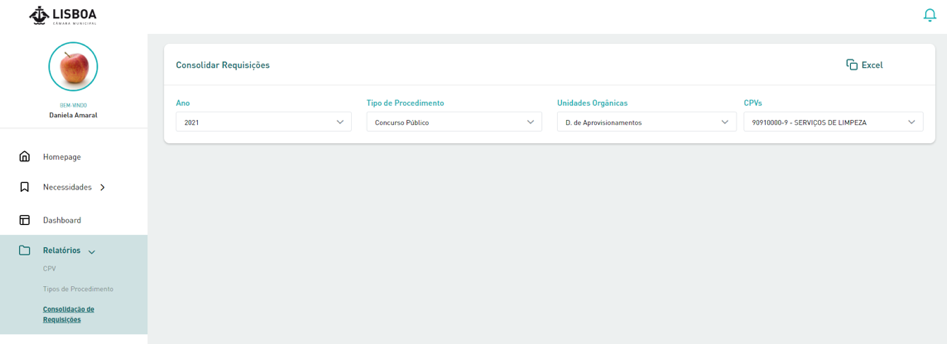 LISBOA
CÂMARA MUNICIPAL
BEM-VINDO
Daniela Amaral
Homepage
Necessidades
Dashboard
Relatórios
CPV
Tipos de Procedimento
Consolidação de
Requisições
Consolidar Requisições
Excel
Ano
Tipo de Procedimento
Unidades Orgânicas
CPVs
2021
Concurso Público
D. de Aprovisionamentos
90910000-9 - SERVIÇOS DE LIMPEZA